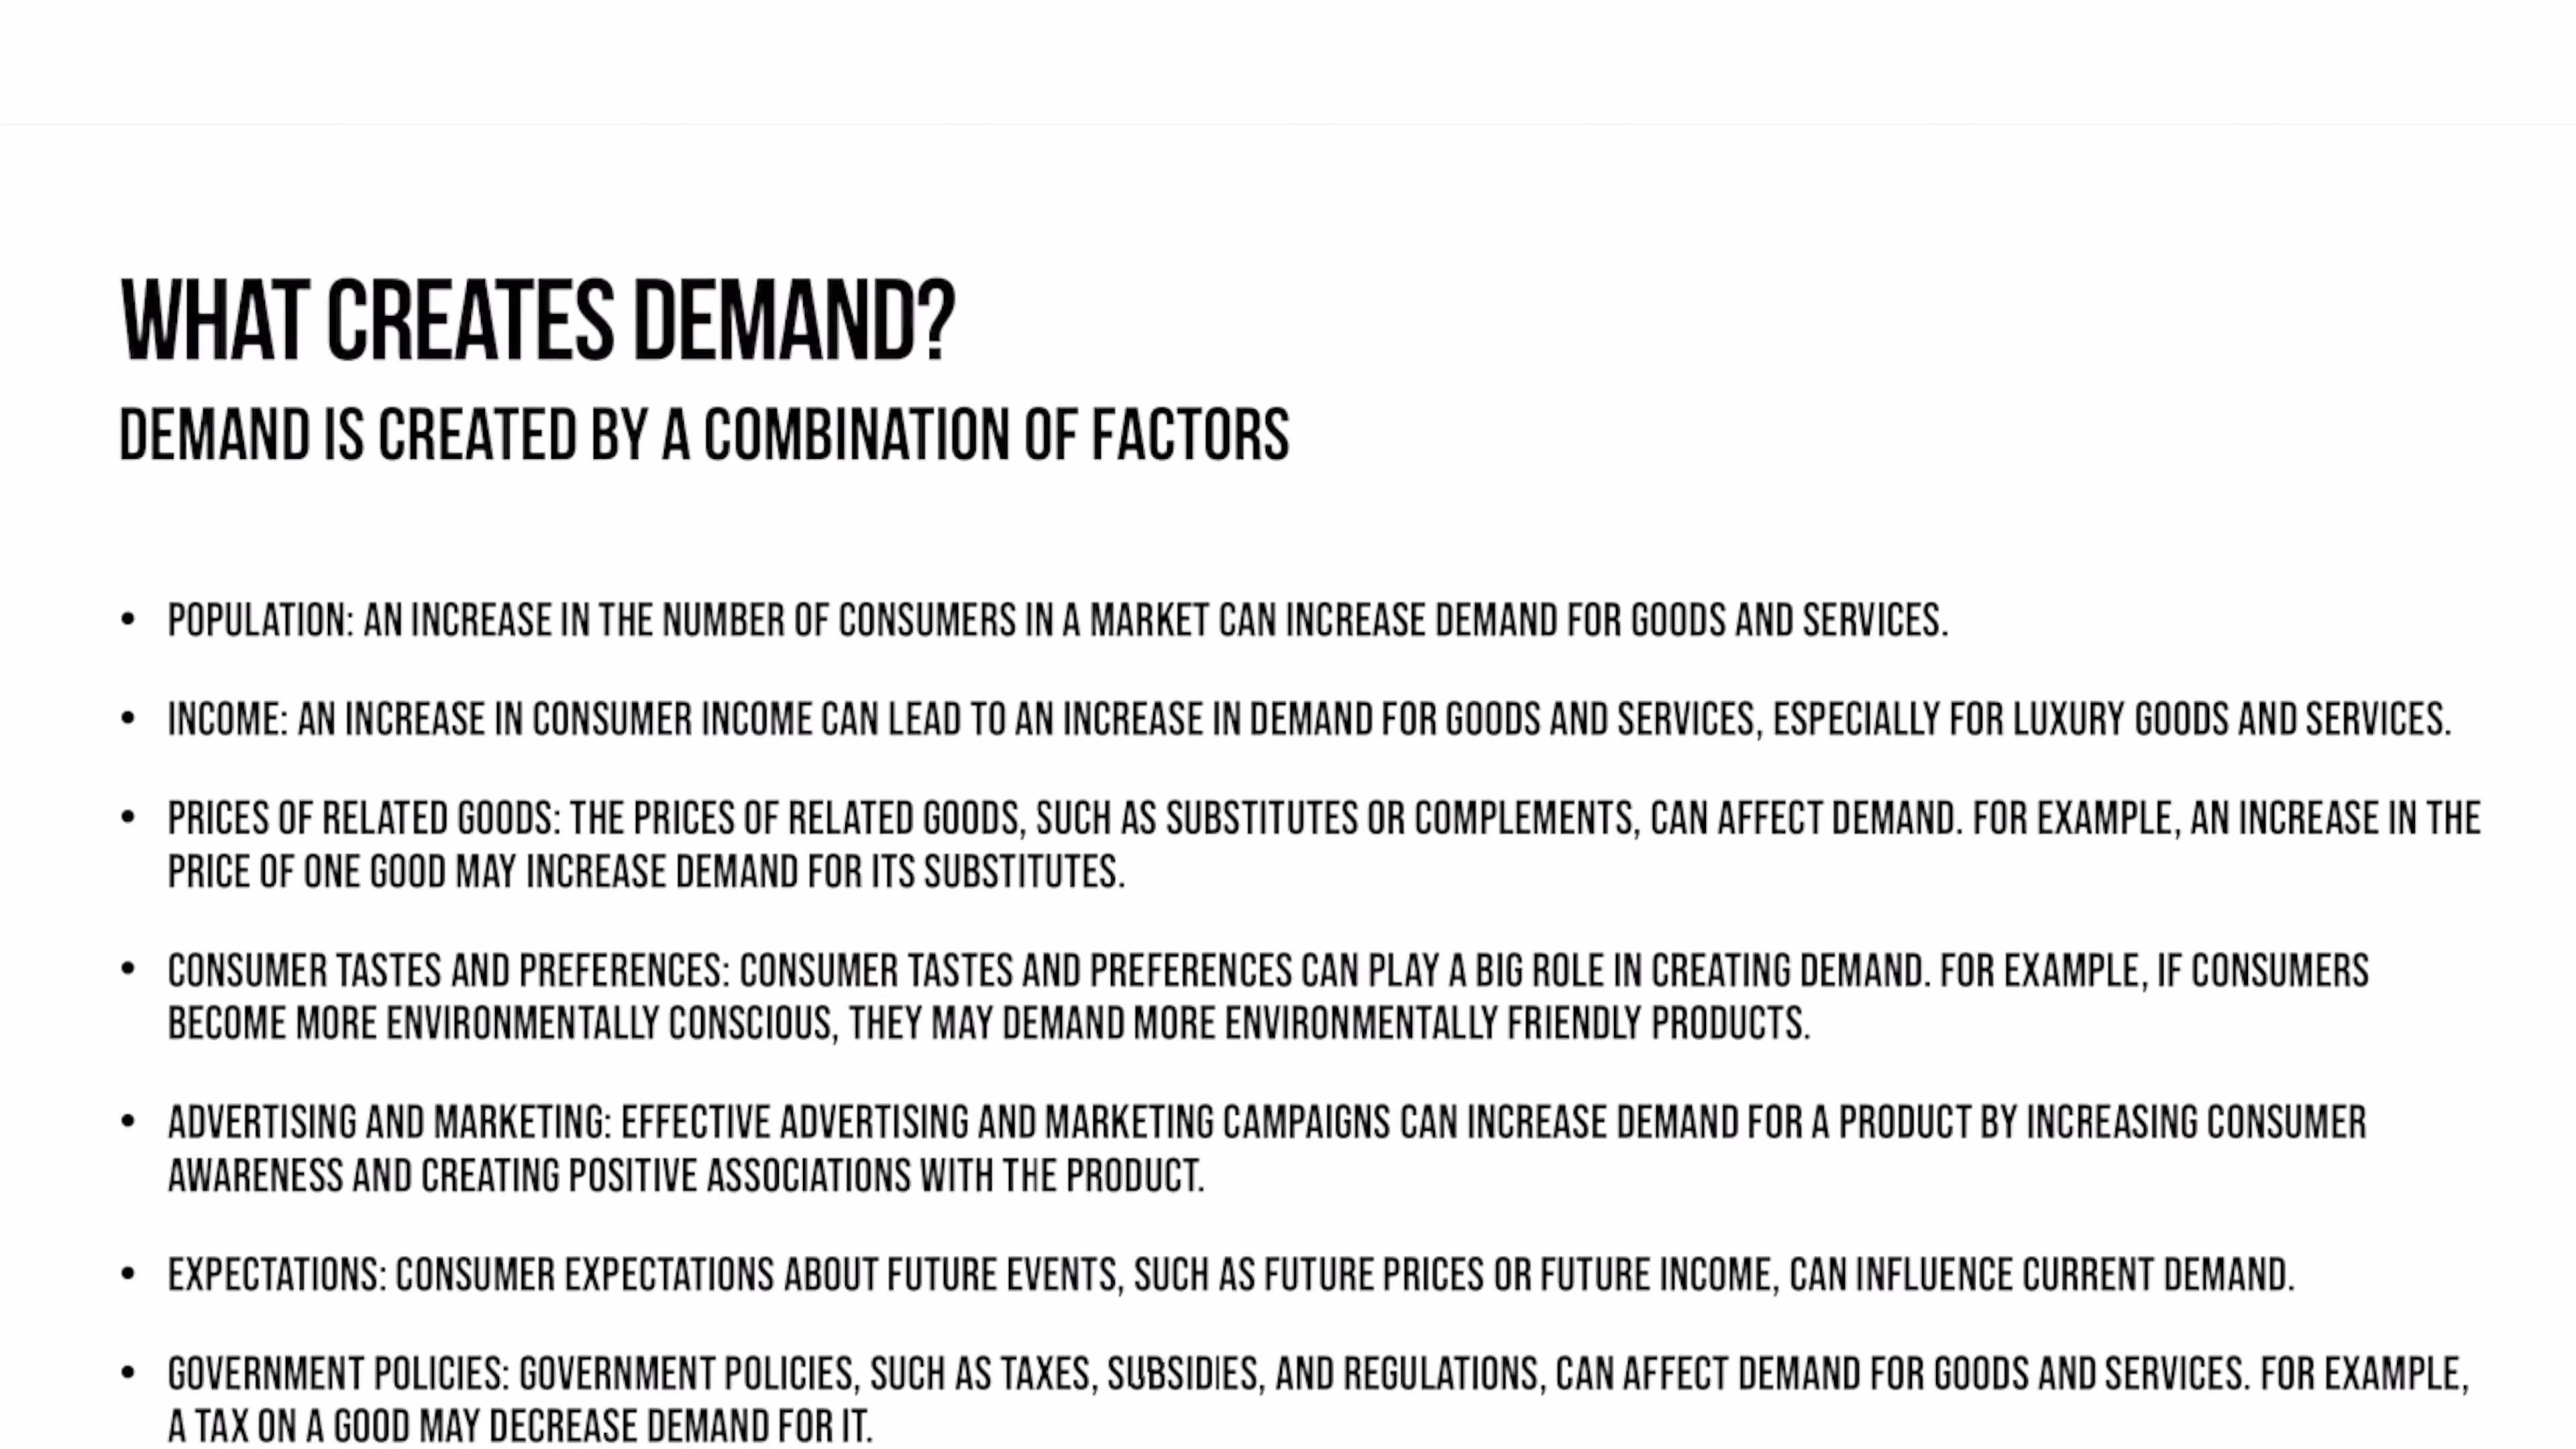 WHAT CREATES DEMAND?
DEMAND IS CREATED BY A COMBINATION OF FACTORS
• POPULATION: AN INCREASE IN THE NUMBER OF CONSUMERS IN A MARKET CAN INCREASE DEMAND FOR GOODS AND SERVICES.
• INCOME: AN INCREASE IN CONSUMER INCOME CAN LEAD TO AN INCREASE IN DEMAND FOR GOODS AND SERVICES, ESPECIALLY FOR LUXURY GOODS AND SERVICES.
• PRICES OF RELATED GOODS: THE PRICES OF RELATED GOODS, SUCH AS SUBSTITUTES OR COMPLEMENTS, CAN AFFECT DEMAND. FOR EXAMPLE, AN INCREASE IN THE
PRICE OF ONE GOOD MAY INCREASE DEMAND FOR ITS SUBSTITUTES.
• CONSUMER TASTES AND PREFERENCES: CONSUMER TASTES AND PREFERENCES CAN PLAY A BIG ROLE IN CREATING DEMAND. FOR EXAMPLE, IF CONSUMERS
BECOME MORE ENVIRONMENTALLY CONSCIOUS, THEY MAY DEMAND MORE ENVIRONMENTALLY FRIENDLY PRODUCTS.
• ADVERTISING AND MARKETING: EFFECTIVE ADVERTISING AND MARKETING CAMPAIGNS CAN INCREASE DEMAND FOR A PRODUCT BY INCREASING CONSUMER
AWARENESS AND CREATING POSITIVE ASSOCIATIONS WITH THE PRODUCT.
• EXPECTATIONS: CONSUMER EXPECTATIONS ABOUT FUTURE EVENTS, SUCH AS FUTURE PRICES OR FUTURE INCOME, CAN INFLUENCE CURRENT DEMAND.
• GOVERNMENT POLICIES: GOVERNMENT POLICIES, SUCH AS TAXES, SUBSIDIES, AND REGULATIONS, CAN AFFECT DEMAND FOR GOODS AND SERVICES. FOR EXAMPLE,
A TAX ON A GOOD MAY DECREASE DEMAND FOR IT.